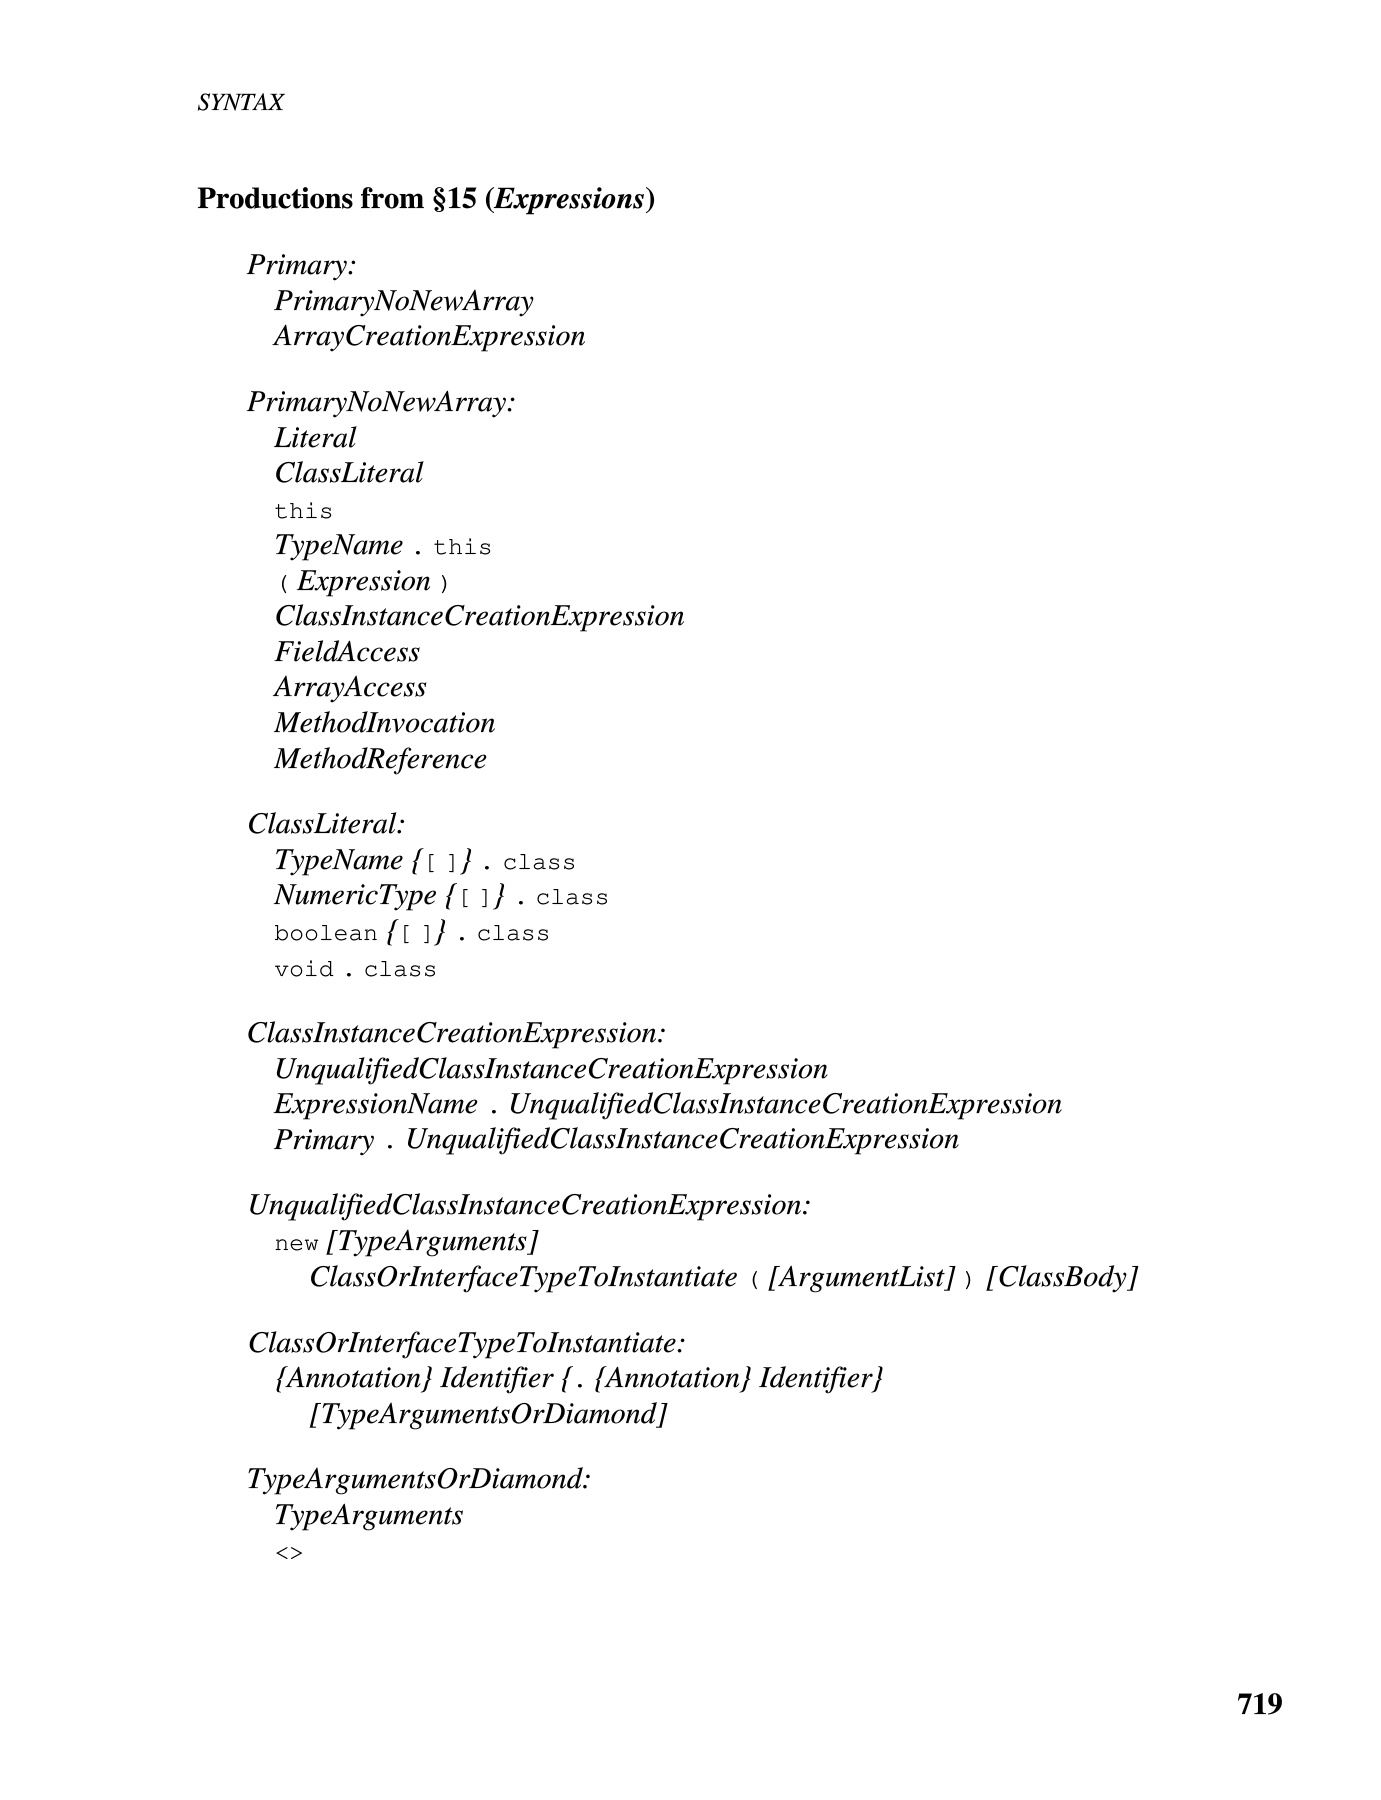 SYNTAX
Productions from §15 (Expressions)
Primary:
PrimaryNoNewArray
ArrayCreationExpression
PrimaryNoNewArray:
Literal
ClassLiteral
this
TypeName . this
( Expression )
ClassInstanceCreationExpression
FieldAccess
ArrayAccess
MethodInvocation
MethodReference
ClassLiteral:
TypeName {[ ]} . class
NumericType {[ ]} . class
boolean {[ ]} . class
void . class
ClassInstanceCreationExpression:
UnqualifiedClassInstanceCreationExpression
ExpressionName . UnqualifiedClassInstanceCreationExpression
Primary . UnqualifiedClassInstanceCreationExpression
UnqualifiedClassInstanceCreationExpression:
new [TypeArguments]
ClassOrInterfaceTypeToInstantiate ( [ArgumentList] ) [ClassBody]
ClassOrInterfaceTypeToInstantiate:
{Annotation} Identifier { . {Annotation} Identifier}
[TypeArgumentsOrDiamond]
TypeArgumentsOrDiamond:
TypeArguments
<>
719